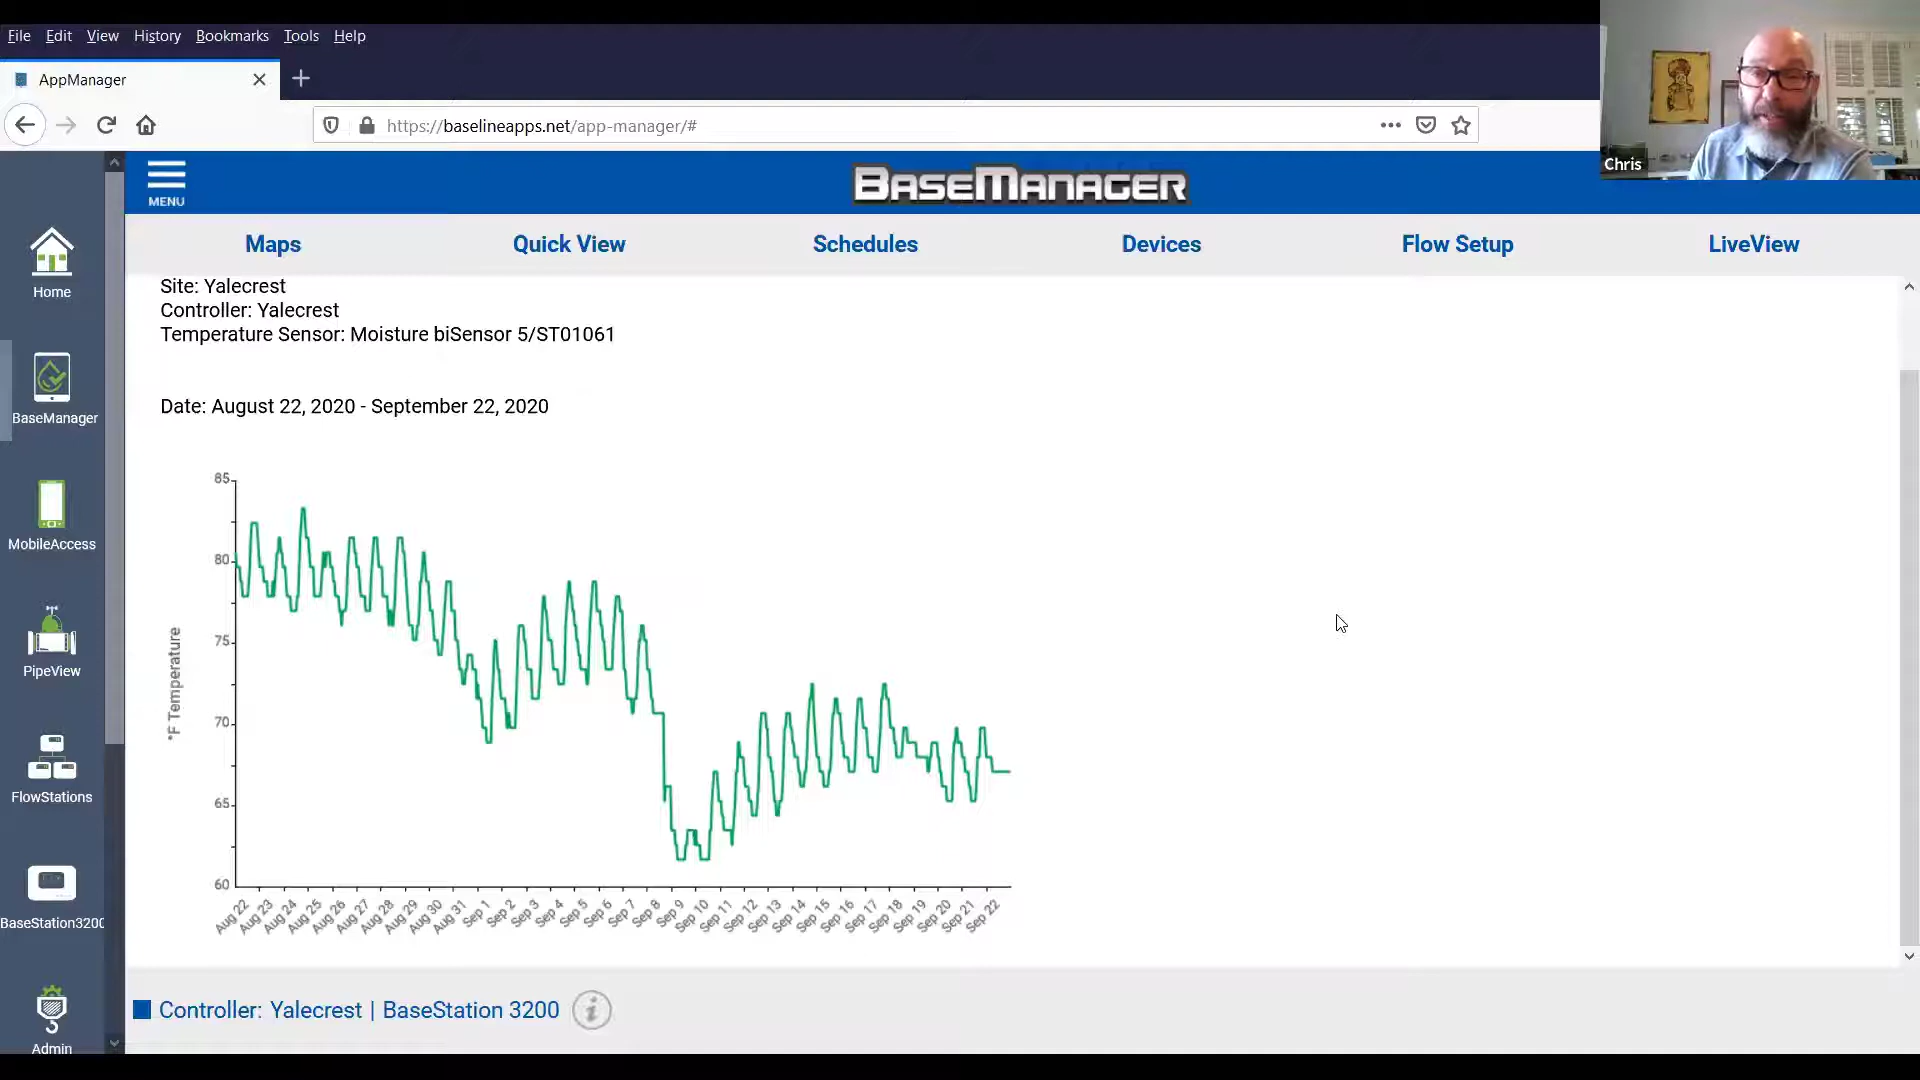 File Edit View History Bookmarks Tools Help
AppManager
https://baselineapps.net/app-manager/#
Chris
MENU
BASEMANAGER
Maps Quick View Schedules Devices Flow Setup LiveView
Home
BaseManager
MobileAccess
PipeView
FlowStations
BaseStation3200
Admin
Site: Yalecrest
Controller: Yalecrest
Temperature Sensor: Moisture biSensor 5/ST01061
Date: August 22, 2020 - September 22, 2020
°F Temperature
85
80
75
70
65
60
Aug 22 Aug 23 Aug 24 Aug 25 Aug 26 Aug 27 Aug 28 Aug 29 Aug 30 Aug 31 Sep 1 Sep 2 Sep 3 Sep 4 Sep 5 Sep 6 Sep 7 Sep 8 Sep 9 Sep 10 Sep 11 Sep 12 Sep 13 Sep 14 Sep 15 Sep 16 Sep 17 Sep 18 Sep 19 Sep 20 Sep 21 Sep 22
Controller: Yalecrest | BaseStation 3200